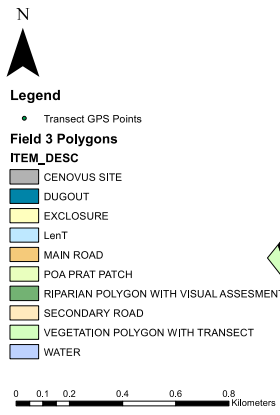 N
Legend
Transect GPS Points
Field 3 Polygons
ITEM_DESC
CENOVUS SITE
DUGOUT
EXCLOSURE
LenT
MAIN ROAD
POA PRAT PATCH
RIPARIAN POLYGON WITH VISUAL ASSESMENT
SECONDARY ROAD
VEGETATION POLYGON WITH TRANSECT
WATER
0 0.1 0.2 0.4 0.6 0.8
Kilometers